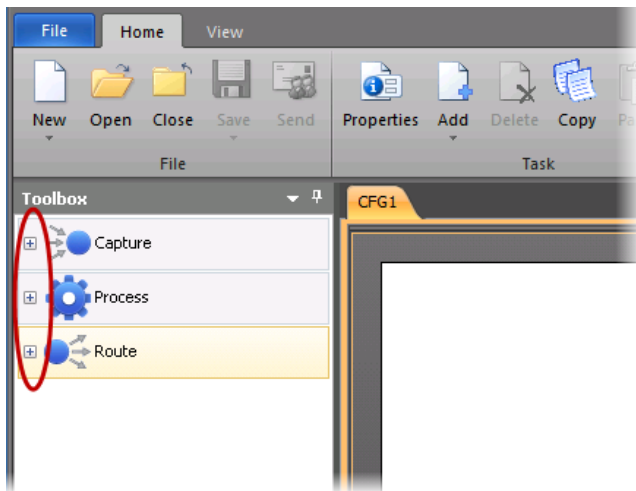 File Home View
New Open Close Save Send Properties Add Delete Copy
File Task
Toolbox CFG1
Capture
Process
Route